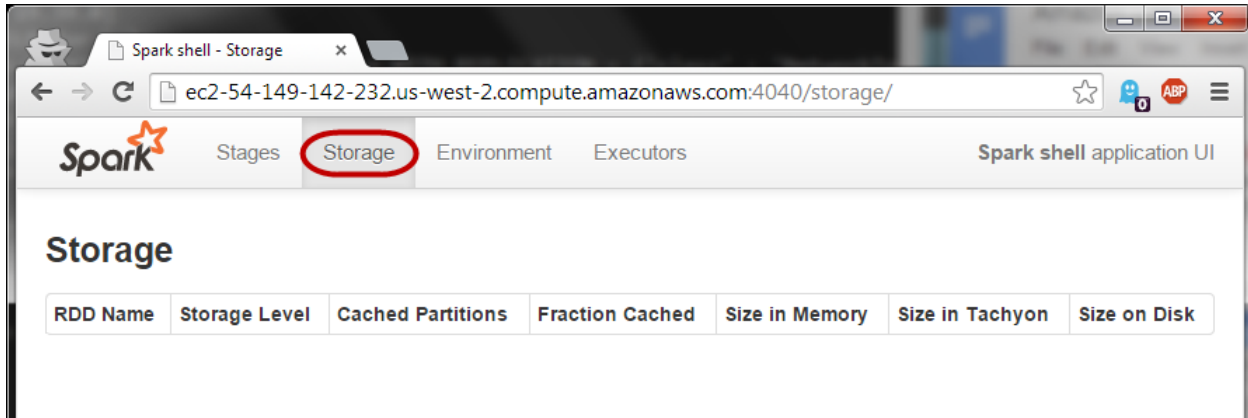 Spark shell - Storage
ec2-54-149-142-232.us-west-2.compute.amazonaws.com:4040/storage/
0
ABP
Spark Stages Storage Environment Executors Spark shell application UI
Storage
RDD Name Storage Level Cached Partitions Fraction Cached Size in Memory Size in Tachyon Size on Disk